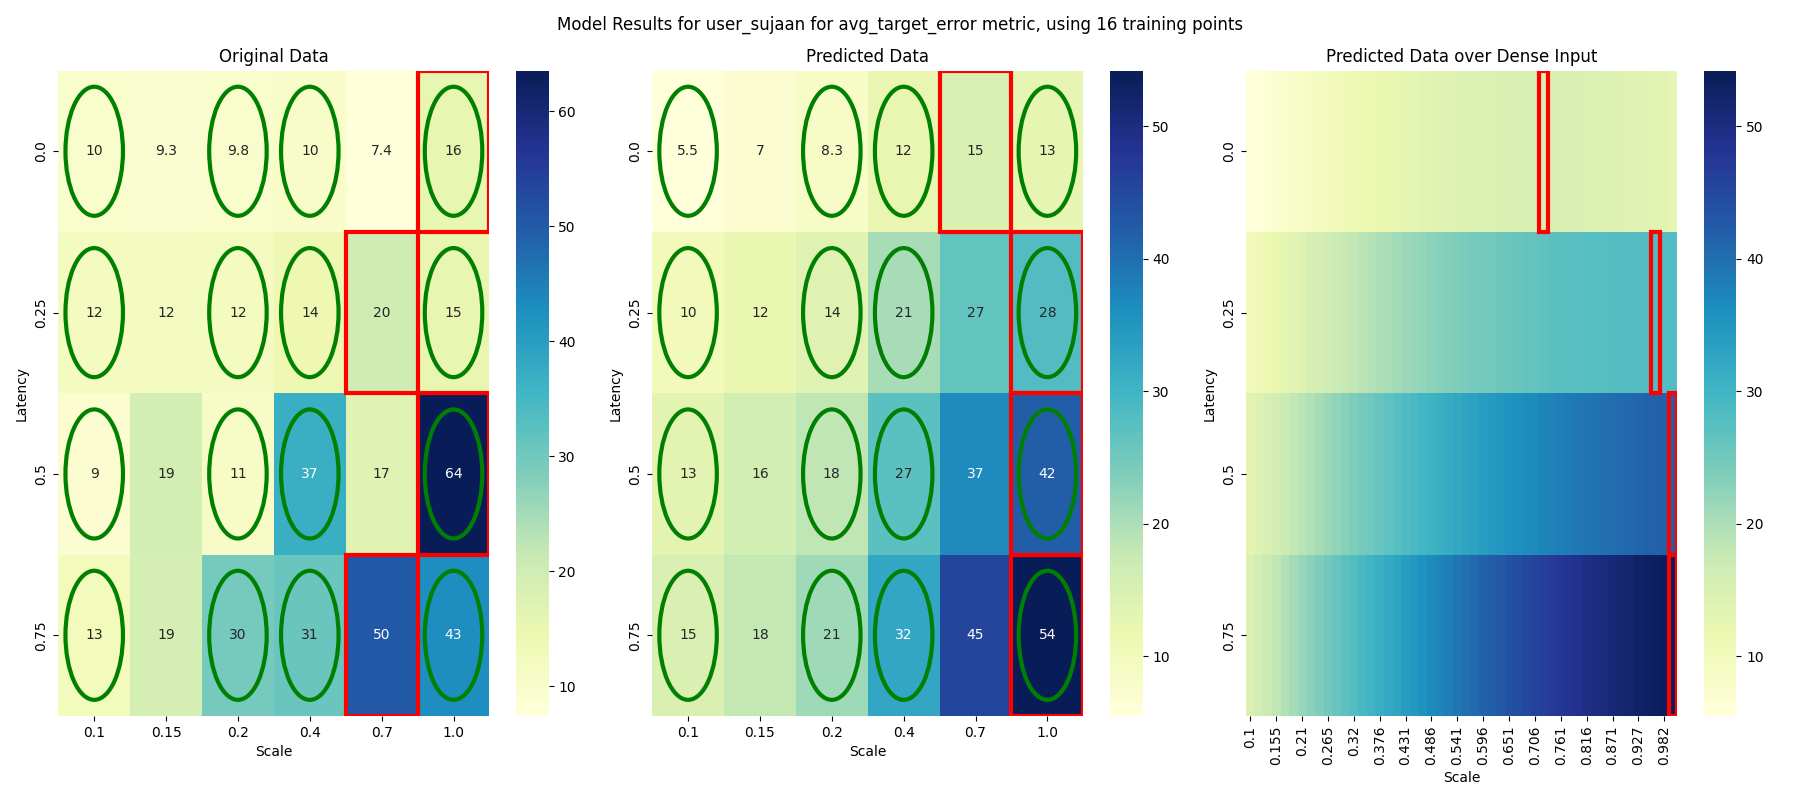 Model Results for user_sujaan for avg_target_error metric, using 16 training points
Original Data
Latency
0.0 10 9.3 9.8 10 7.4 16
0.25 12 12 12 14 20 15
0.5 9 19 11 37 17 64
0.75 13 19 30 31 50 43
0.1 0.15 0.2 0.4 0.7 1.0
Scale
60
50
40
30
20
10
Predicted Data
Latency
0.0 5.5 7 8.3 12 15 13
0.25 10 12 14 21 27 28
0.5 13 16 18 27 37 42
0.75 15 18 21 32 45 54
0.1 0.15 0.2 0.4 0.7 1.0
Scale
50
40
30
20
10
Predicted Data over Dense Input
Latency
0.0
0.25
0.5
0.75
0.1 0.155 0.21 0.265 0.32 0.376 0.431 0.486 0.541 0.596 0.651 0.706 0.761 0.816 0.871 0.927 0.982
Scale
50
40
30
20
10